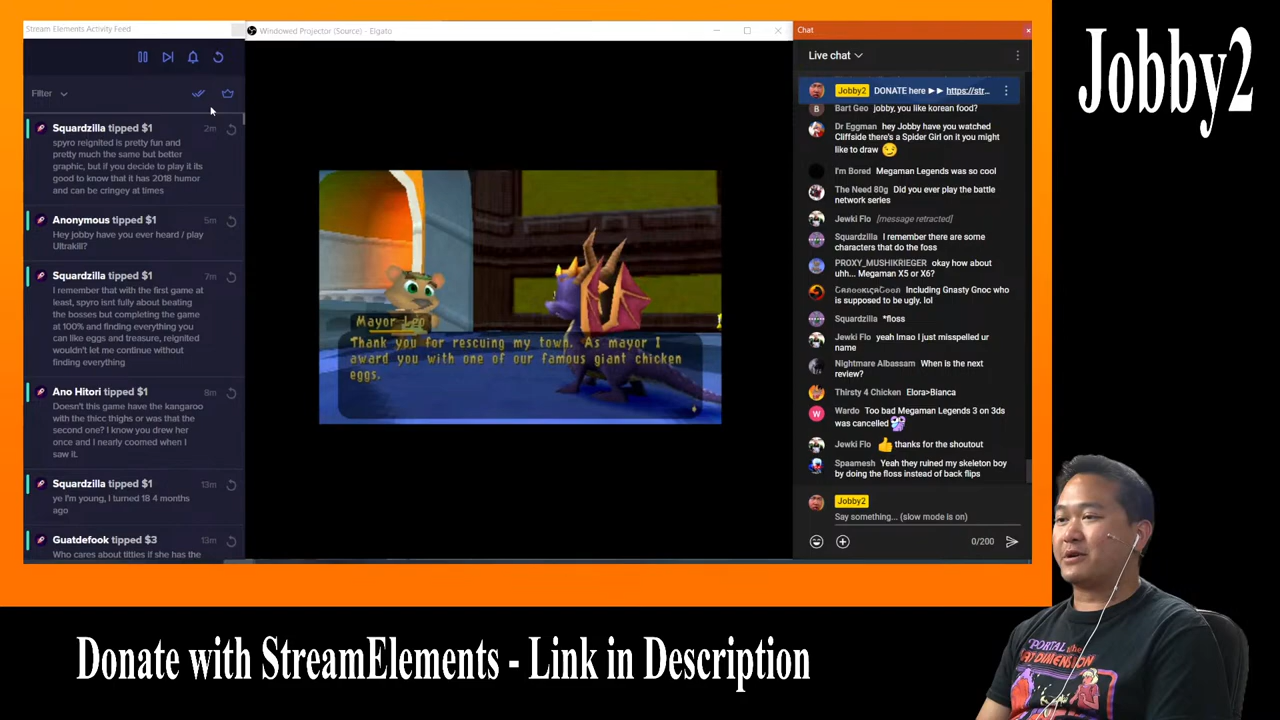 Stream Elements Activity Feed
Filter
Squardzilla tipped $1
2m
spyro reignited is pretty fun and
pretty much the same but better
graphic, but if you decide to play it its
good to know that it has 2018 humor
and can be cringey at times
Anonymous tipped $1
5m
Hey jobby have you ever heard / play
Ultrakill?
Squardzilla tipped $1
7m
I remember that with the first game at
least, spyro isnt fully about beating
the bosses but completing the game
at 100% and finding everything you
can like eggs and treasure, reignited
wouldn't let me continue without
finding everything
Ano Hitori tipped $1
8m
Doesn't this game have the kangaroo
with the thicc thighs or was that the
second one? I know you drew her
once and I nearly coomed when I
saw it.
Squardzilla tipped $1
13m
ye I'm young, I turned 18 4 months
ago
Guatdefook tipped $3
13m
Who cares about titties if she has the
Windowed Projector (Source) - Elgato
Mayor Leo
Thank you for rescuing my town. As mayor I
award you with one of our famous giant chicken
eggs.
Chat
Live chat
Jobby2 DONATE here ►► https://str...
Bart Geo jobby, you like korean food?
Dr Eggman hey Jobby have you watched
Cliffside there's a Spider Girl on it you might
like to draw 😏
I'm Bored Megaman Legends was so cool
The Need 80g Did you ever play the battle
network series
Jewki Flo [message retracted]
Squardzilla I remember there are some
characters that do the foss
PROXY_MUSHIKRIEGER okay how about
uhh... Megaman X5 or X6?
Including Gnasty Gnoc who
is supposed to be ugly. lol
Squardzilla *floss
Jewki Flo yeah lmao I just misspelled ur
name
Nightmare Albassam When is the next
review?
Thirsty 4 Chicken Elora>Bianca
Wardo Too bad Megaman Legends 3 on 3ds
was cancelled
Jewki Flo 👍 thanks for the shoutout
Spaamesh Yeah they ruined my skeleton boy
by doing the floss instead of back flips
Jobby2
Say something... (slow mode is on)
0/200
Jobby2
PORTAL to the
CAT DIMENSION
Donate with StreamElements - Link in Description